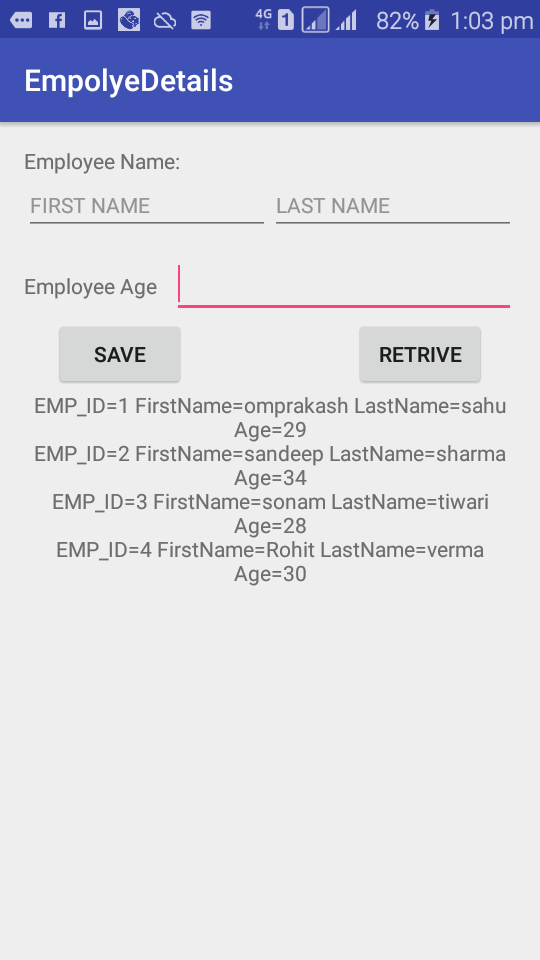 4G 1 82% 1:03 pm
EmpolyeDetails
Employee Name:
FIRST NAME LAST NAME
Employee Age
SAVE RETRIVE
EMP_ID=1 FirstName=omprakash LastName=sahu
Age=29
EMP_ID=2 FirstName=sandeep LastName=sharma
Age=34
EMP_ID=3 FirstName=sonam LastName=tiwari
Age=28
EMP_ID=4 FirstName=Rohit LastName=verma
Age=30